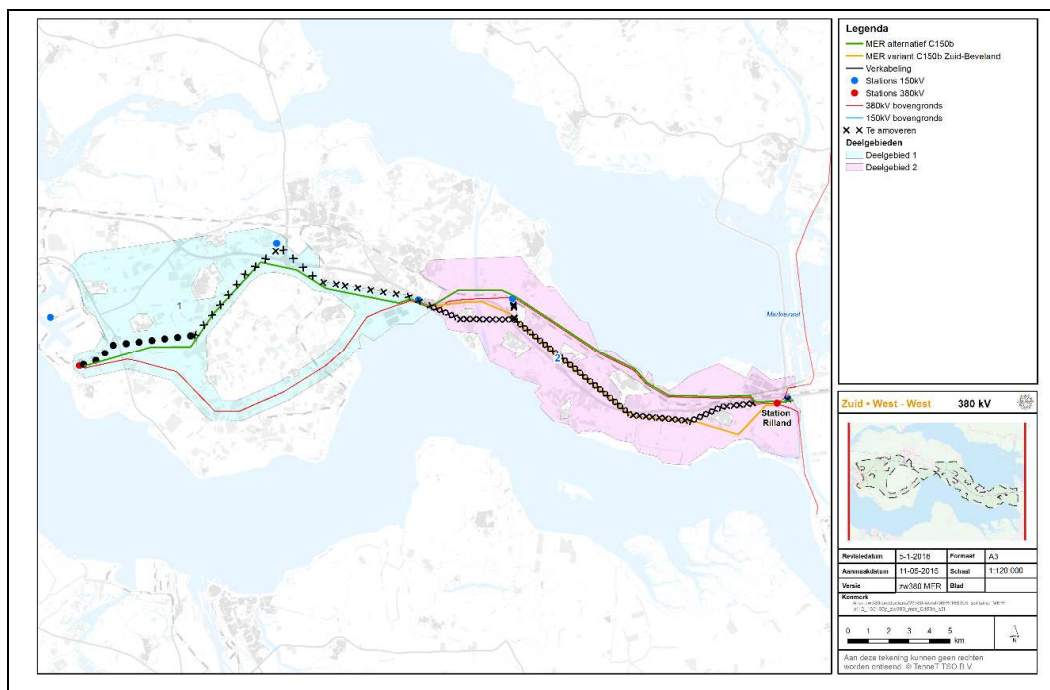 Legenda
MER alternatief C150b
MER variant C150b Zuid-Beveland
Verkabeling
Stations 150kV
Stations 380kV
380kV bovengronds
150kV bovengronds
Te amoveren
Deelgebieden
Deelgebied 1
Deelgebied 2
1
2
Markiezaat
Station
Rilland
Zuid • West - West 380 kV
Revisiedatum 5-1-2016 Formaat A3
Aanmaakdatum 11-05-2015 Schaal 1:120.000
Versie zw380 MER Blad
Kenmerk
0 1 2 3 4 5
km
N
Aan deze tekening kunnen geen rechten
worden ontleend. © TenneT TSO B.V.